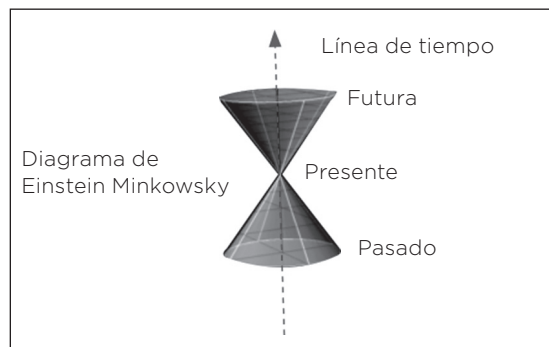 Línea de tiempo
Futura
Diagrama de
Einstein Minkowsky
Presente
Pasado